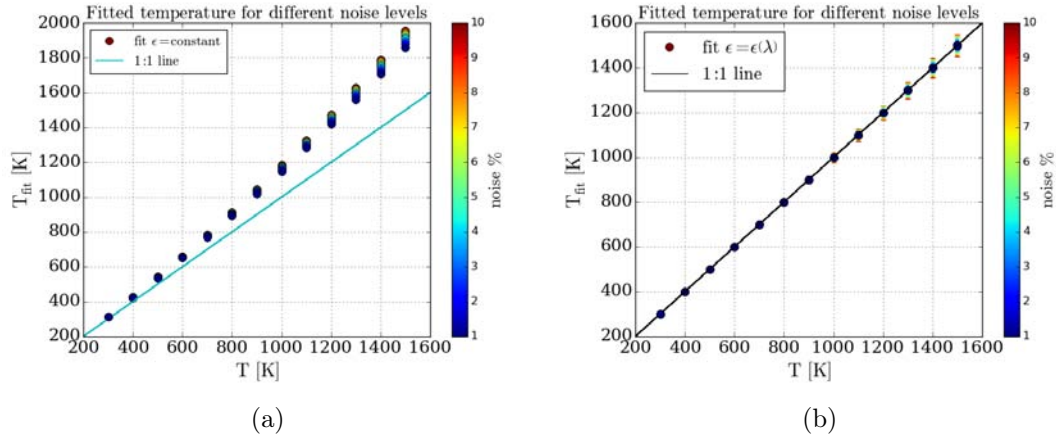 Fitted temperature for different noise levels
fit ϵ=constant
1:1 line
2000
1800
1600
1400
1200
1000
800
600
400
200
T_fit [K]
200 400 600 800 1000 1200 1400 1600
T [K]
10
9
8
7
6
5
4
3
2
1
noise %
(a)
Fitted temperature for different noise levels
fit ϵ=ϵ(λ)
1:1 line
1600
1400
1200
1000
800
600
400
200
T_fit [K]
200 400 600 800 1000 1200 1400 1600
T [K]
10
9
8
7
6
5
4
3
2
1
noise %
(b)